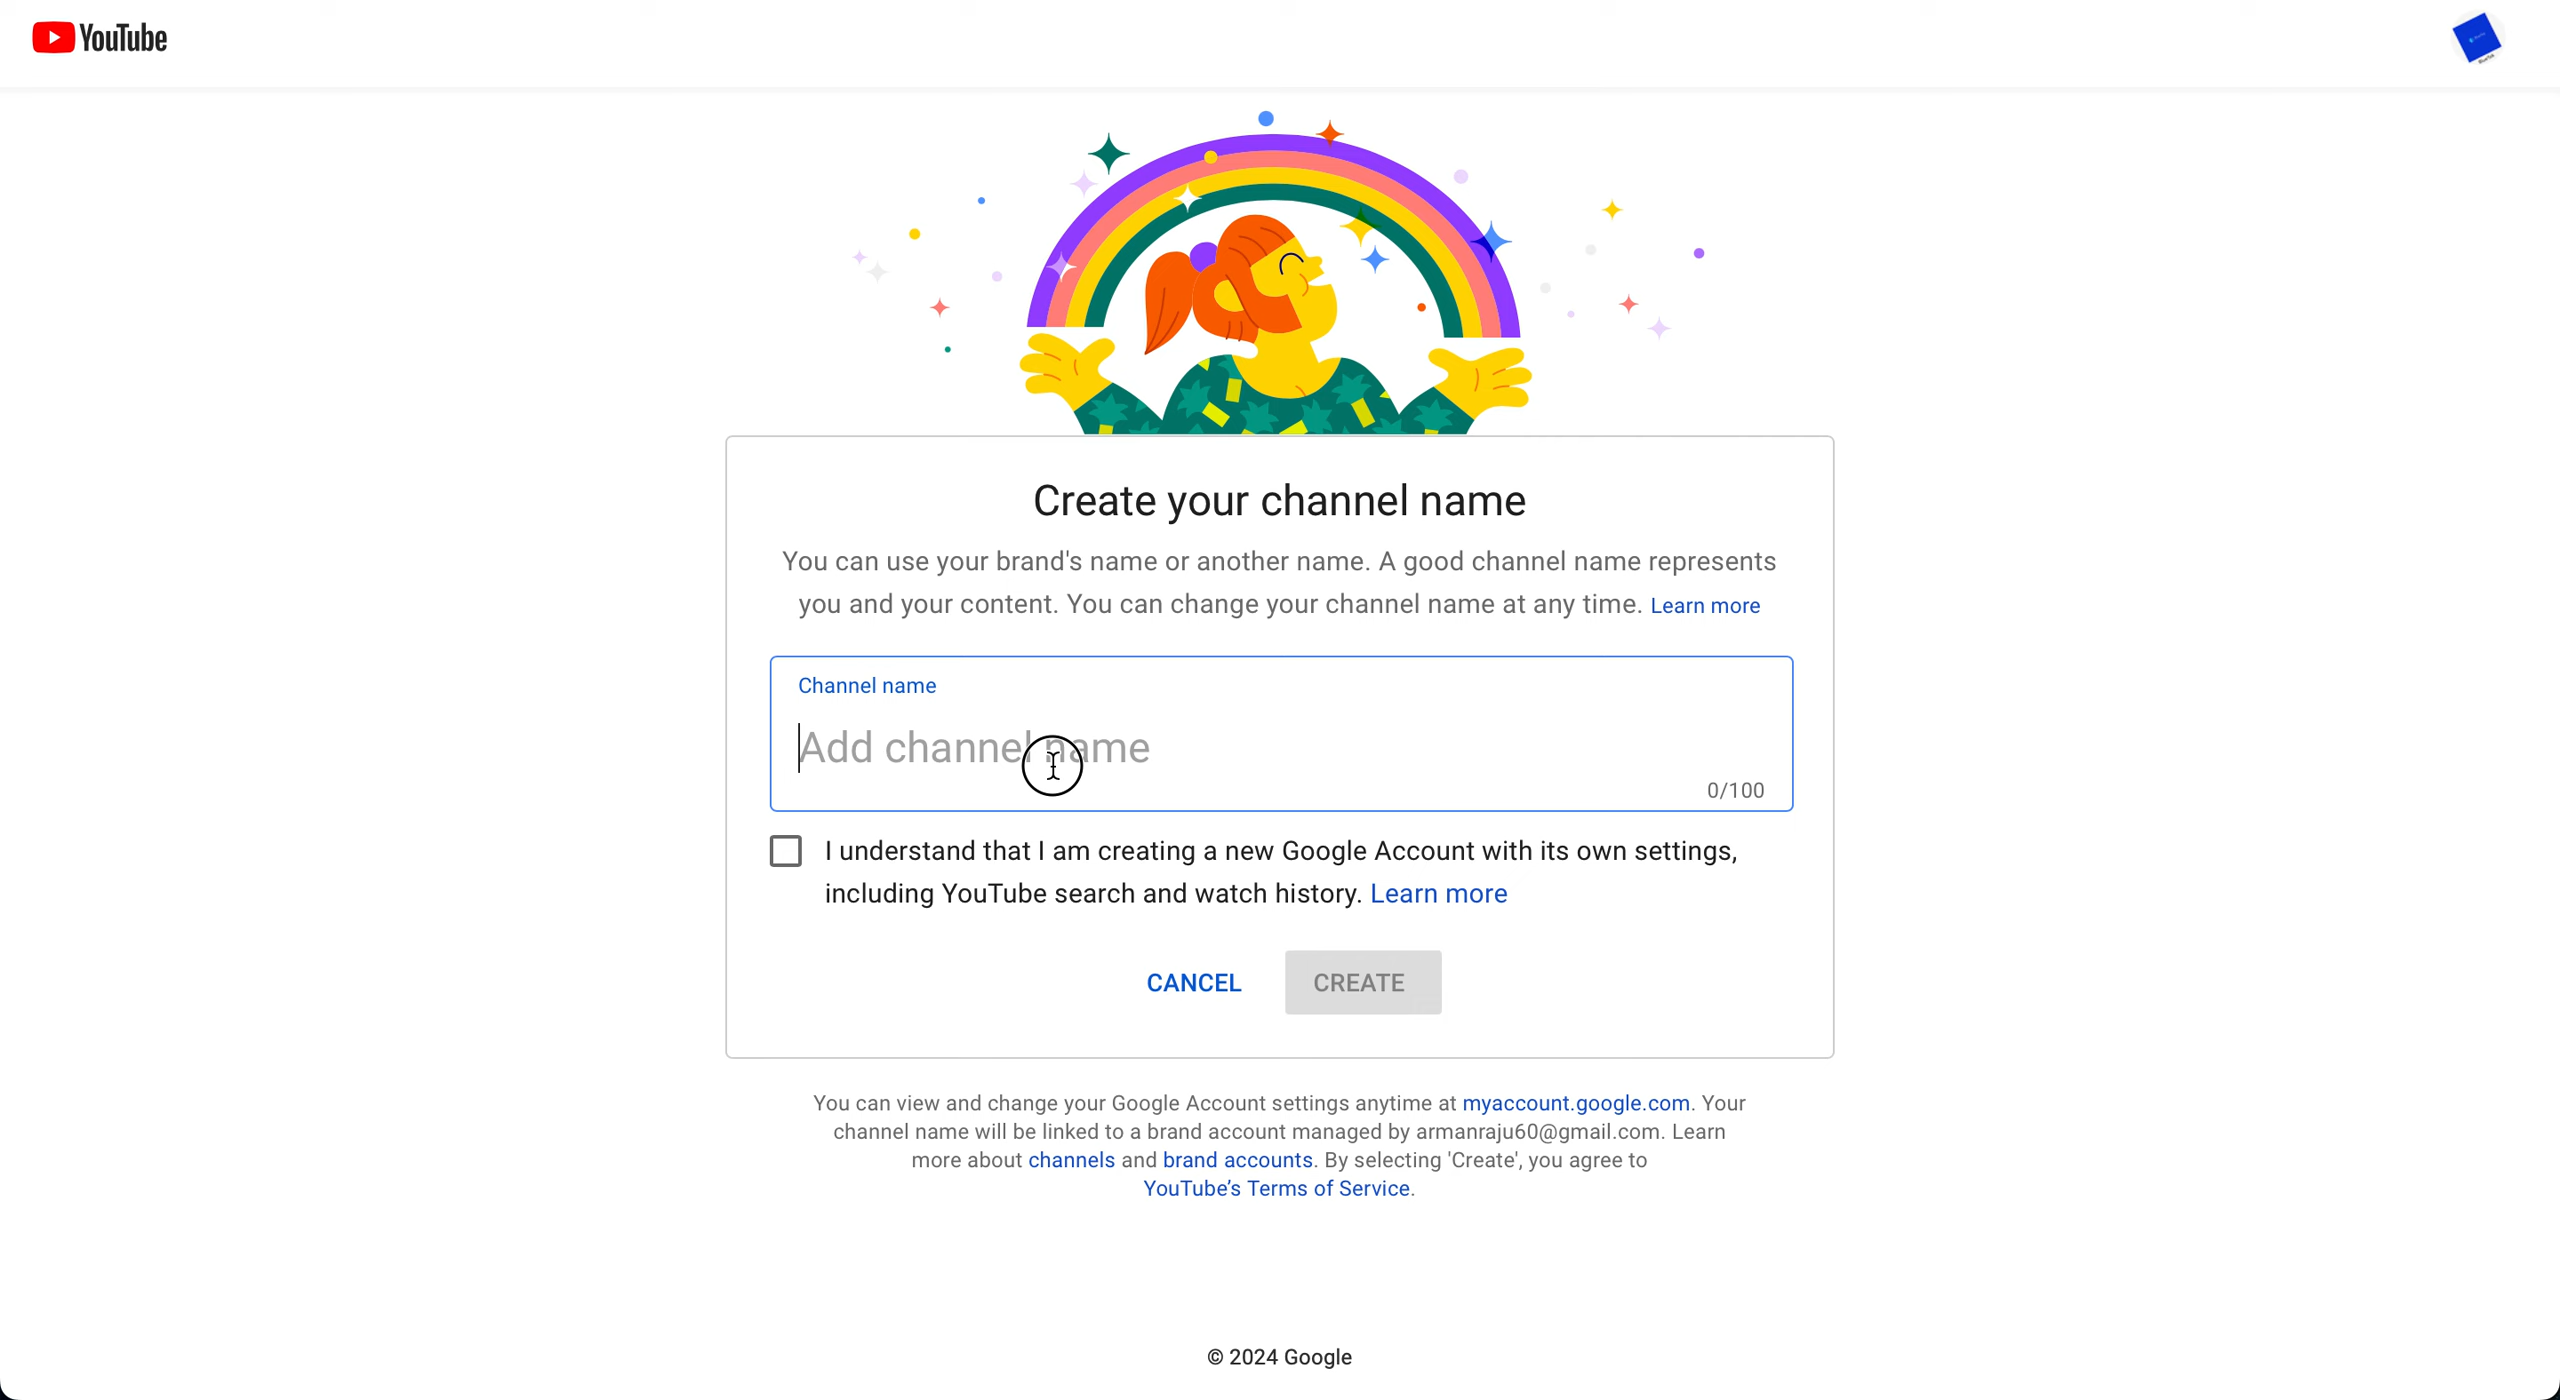 YouTube
Create your channel name
You can use your brand's name or another name. A good channel name represents
you and your content. You can change your channel name at any time. Learn more
Channel name
Add channel name
0/100
I understand that I am creating a new Google Account with its own settings,
including YouTube search and watch history. Learn more
CANCEL CREATE
You can view and change your Google Account settings anytime at myaccount.google.com. Your
channel name will be linked to a brand account managed by armanraju60@gmail.com. Learn
more about channels and brand accounts. By selecting 'Create', you agree to
YouTube’s Terms of Service.
© 2024 Google